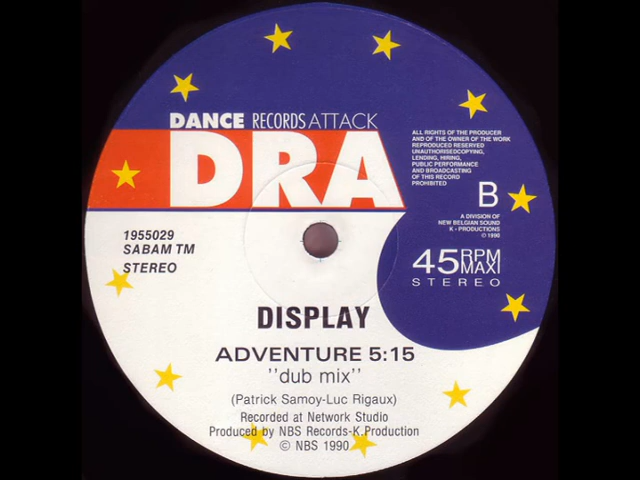 DANCE RECORDS ATTACK
DRA
ALL RIGHTS OF THE PRODUCER
AND OF THE OWNER OF THE WORK
REPRODUCED RESERVED
UNAUTHORISEDCOPYING,
LENDING, HIRING,
PUBLIC PERFORMANCE
AND BROADCASTING
OF THIS RECORD
PROHIBITED
B
A DIVISION OF
NEW BELGIAN SOUND
K - PRODUCTIONS
© 1990
1955029
SABAM TM
STEREO
45 RPM MAXI
STEREO
DISPLAY
ADVENTURE 5:15
"dub mix"
(Patrick Samoy-Luc Rigaux)
Recorded at Network Studio
Produced by NBS Records-K.Production
© NBS 1990